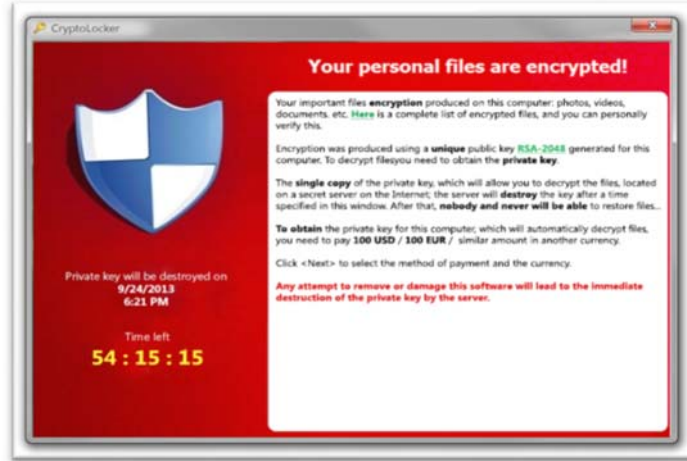 CryptoLocker
Your personal files are encrypted!
Your important files encryption produced on this computer: photos, videos,
documents. etc. Here is a complete list of encrypted files, and you can personally
verify this.
Encryption was produced using a unique public key RSA-2048 generated for this
computer. To decrypt filesyou need to obtain the private key.
The single copy of the private key, which will allow you to decrypt the files, located
on a secret server on the Internet; the server will destroy the key after a time
specified in this window. After that, nobody and never will be able to restore files...
To obtain the private key for this computer, which will automatically decrypt files,
you need to pay 100 USD / 100 EUR / similar amount in another currency.
Click <Next> to select the method of payment and the currency.
Any attempt to remove or damage this software will lead to the immediate
destruction of the private key by the server.
Private key will be destroyed on
9/24/2013
6:21 PM
Time left
54 : 15 : 15